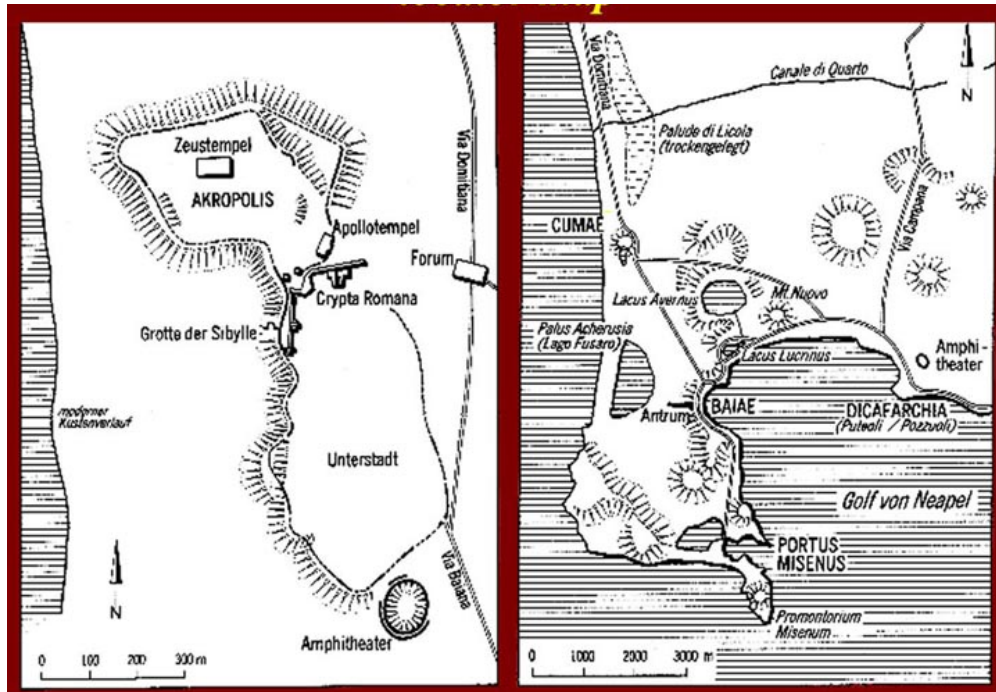 Zeustempel
AKROPOLIS
Apollotempel
Via Domitiana
Forum
Crypta Romana
Grotte der Sibylle
moderner
Küstenverlauf
Unterstadt
N
Via Baiana
Amphitheater
0 100 200 300 m
Via Domitiana
Canale di Quarto
N
Palude di Licola
(trockengelegt)
CUMAE
Via Campana
Lacus Avernus
Mt. Nuovo
Palus Acherusia
(Lago Fusaro)
Lacus Lucrinus
Amphi-
theater
Antrum
BAIAE
DICAFARCHIA
(Puteoli / Pozzuoli)
Golf von Neapel
PORTUS
MISENUS
Promontorium
Misenum
0 1000 2000 3000 m